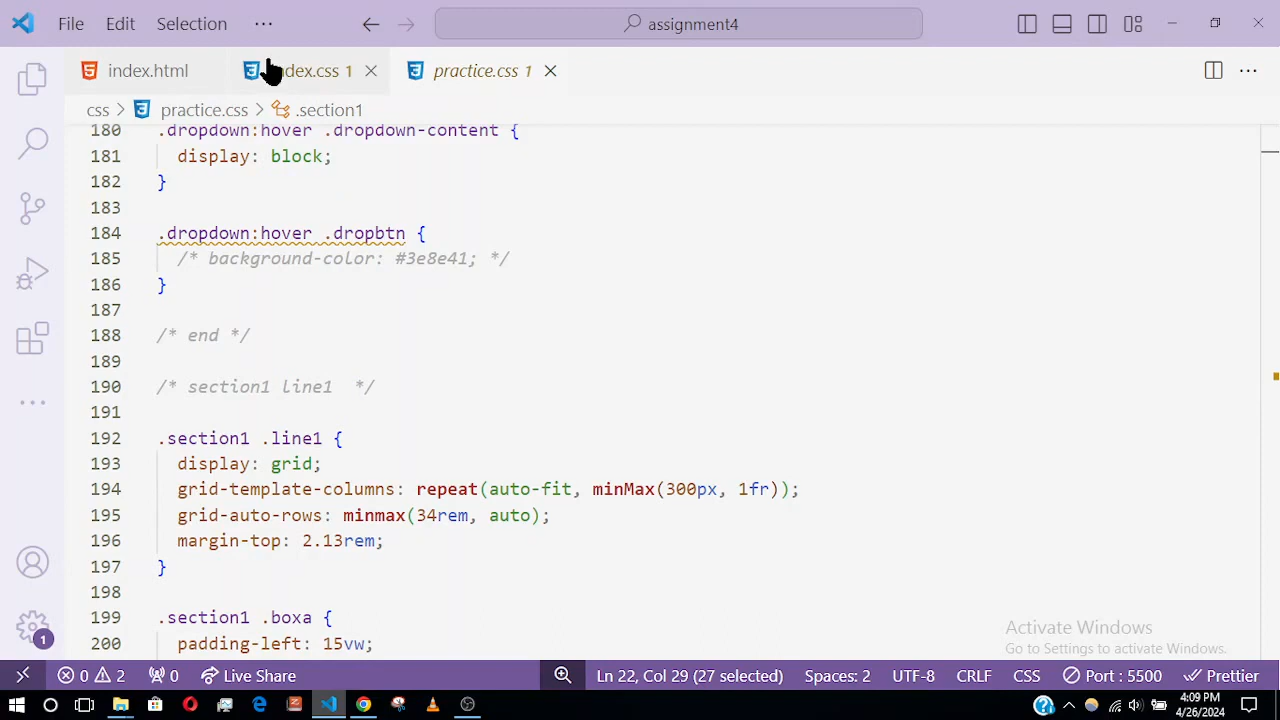 File Edit Selection ··· assignment4
index.html ndex.css 1 practice.css 1
css > practice.css > .section1
180 .dropdown:hover .dropdown-content {
181 display: block;
182 }
183
184 .dropdown:hover .dropbtn {
185 /* background-color: #3e8e41; */
186 }
187
188 /* end */
189
190 /* section1 line1  */
191
192 .section1 .line1 {
193 display: grid;
194 grid-template-columns: repeat(auto-fit, minMax(300px, 1fr));
195 grid-auto-rows: minmax(34rem, auto);
196 margin-top: 2.13rem;
197 }
198
199 .section1 .boxa {
200 padding-left: 15vw;
Activate Windows
Go to Settings to activate Windows.
1
0 2 0 Live Share Ln 22, Col 29 (27 selected) Spaces: 2 UTF-8 CRLF CSS Port : 5500 Prettier
4:09 PM
4/26/2024